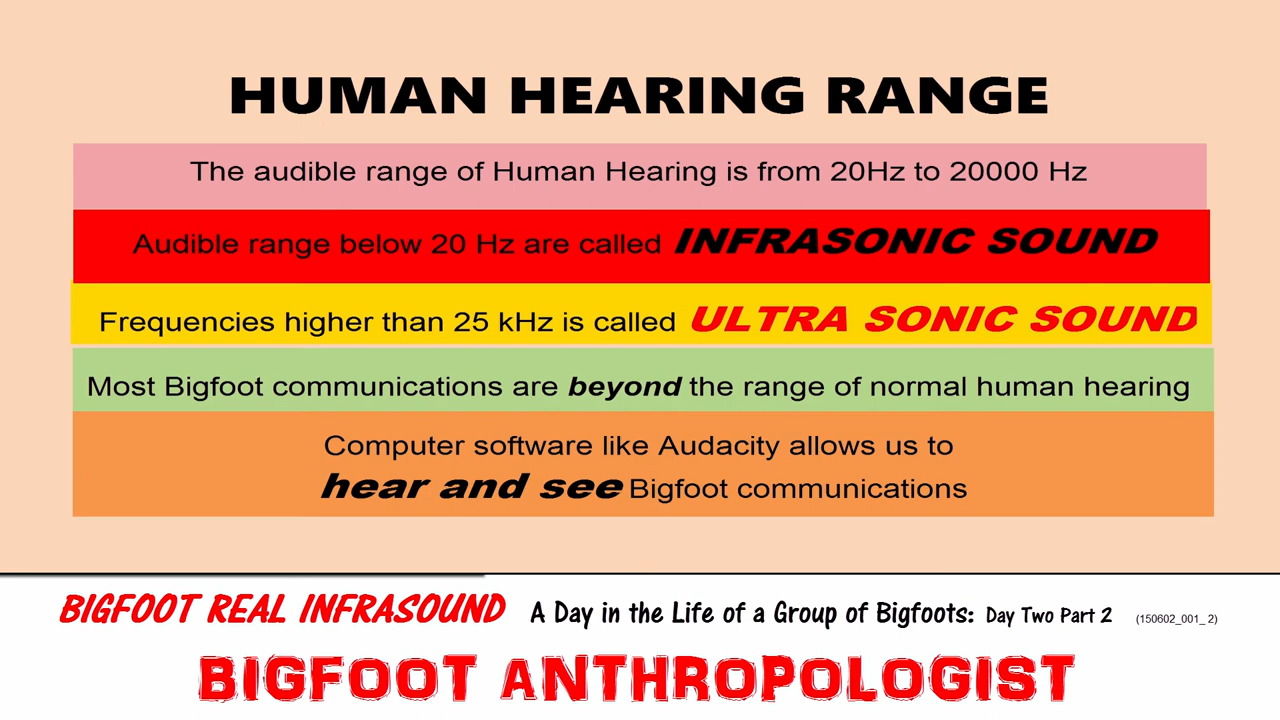 HUMAN HEARING RANGE
The audible range of Human Hearing is from 20Hz to 20000 Hz
Audible range below 20 Hz are called INFRASONIC SOUND
Frequencies higher than 25 kHz is called ULTRA SONIC SOUND
Most Bigfoot communications are beyond the range of normal human hearing
Computer software like Audacity allows us to
hear and see Bigfoot communications
BIGFOOT REAL INFRASOUND A Day in the Life of a Group of Bigfoots: Day Two Part 2 (150602_001_ 2)
BIGFOOT ANTHROPOLOGIST